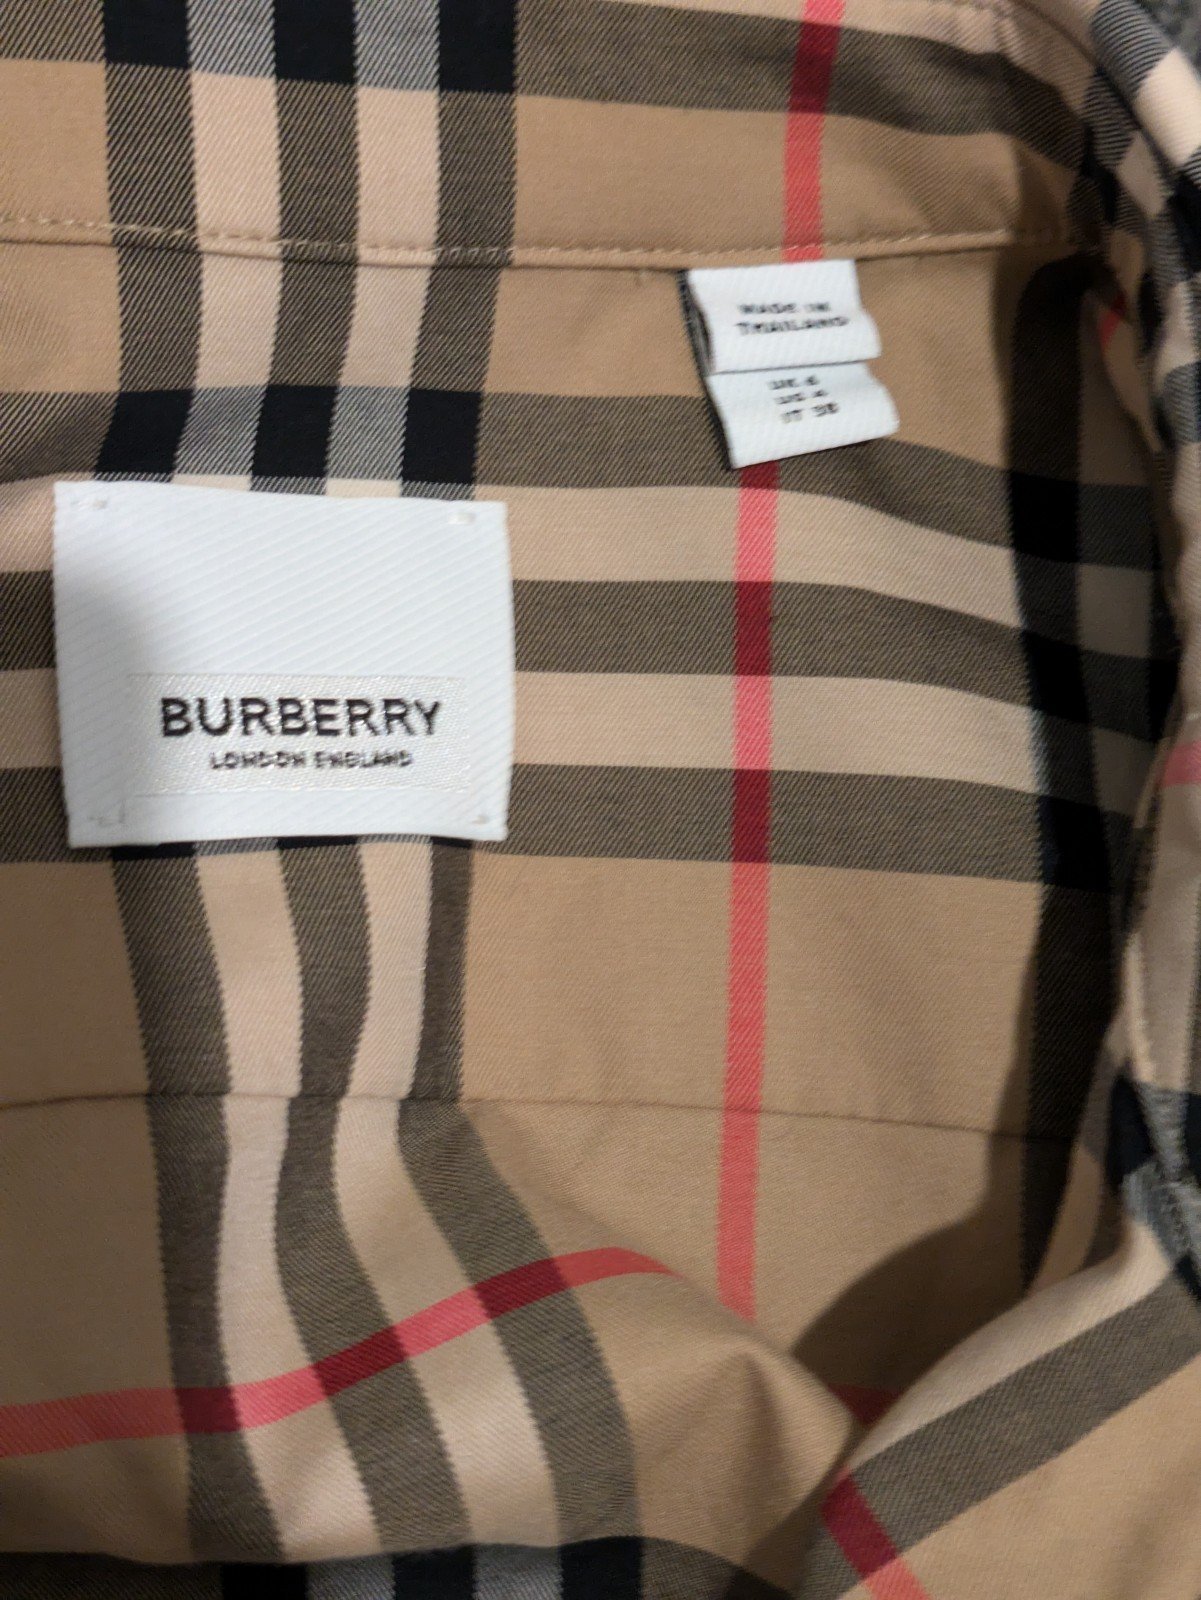 MADE IN
THAILAND
UK 6
US 4
IT 38
BURBERRY
LONDON ENGLAND